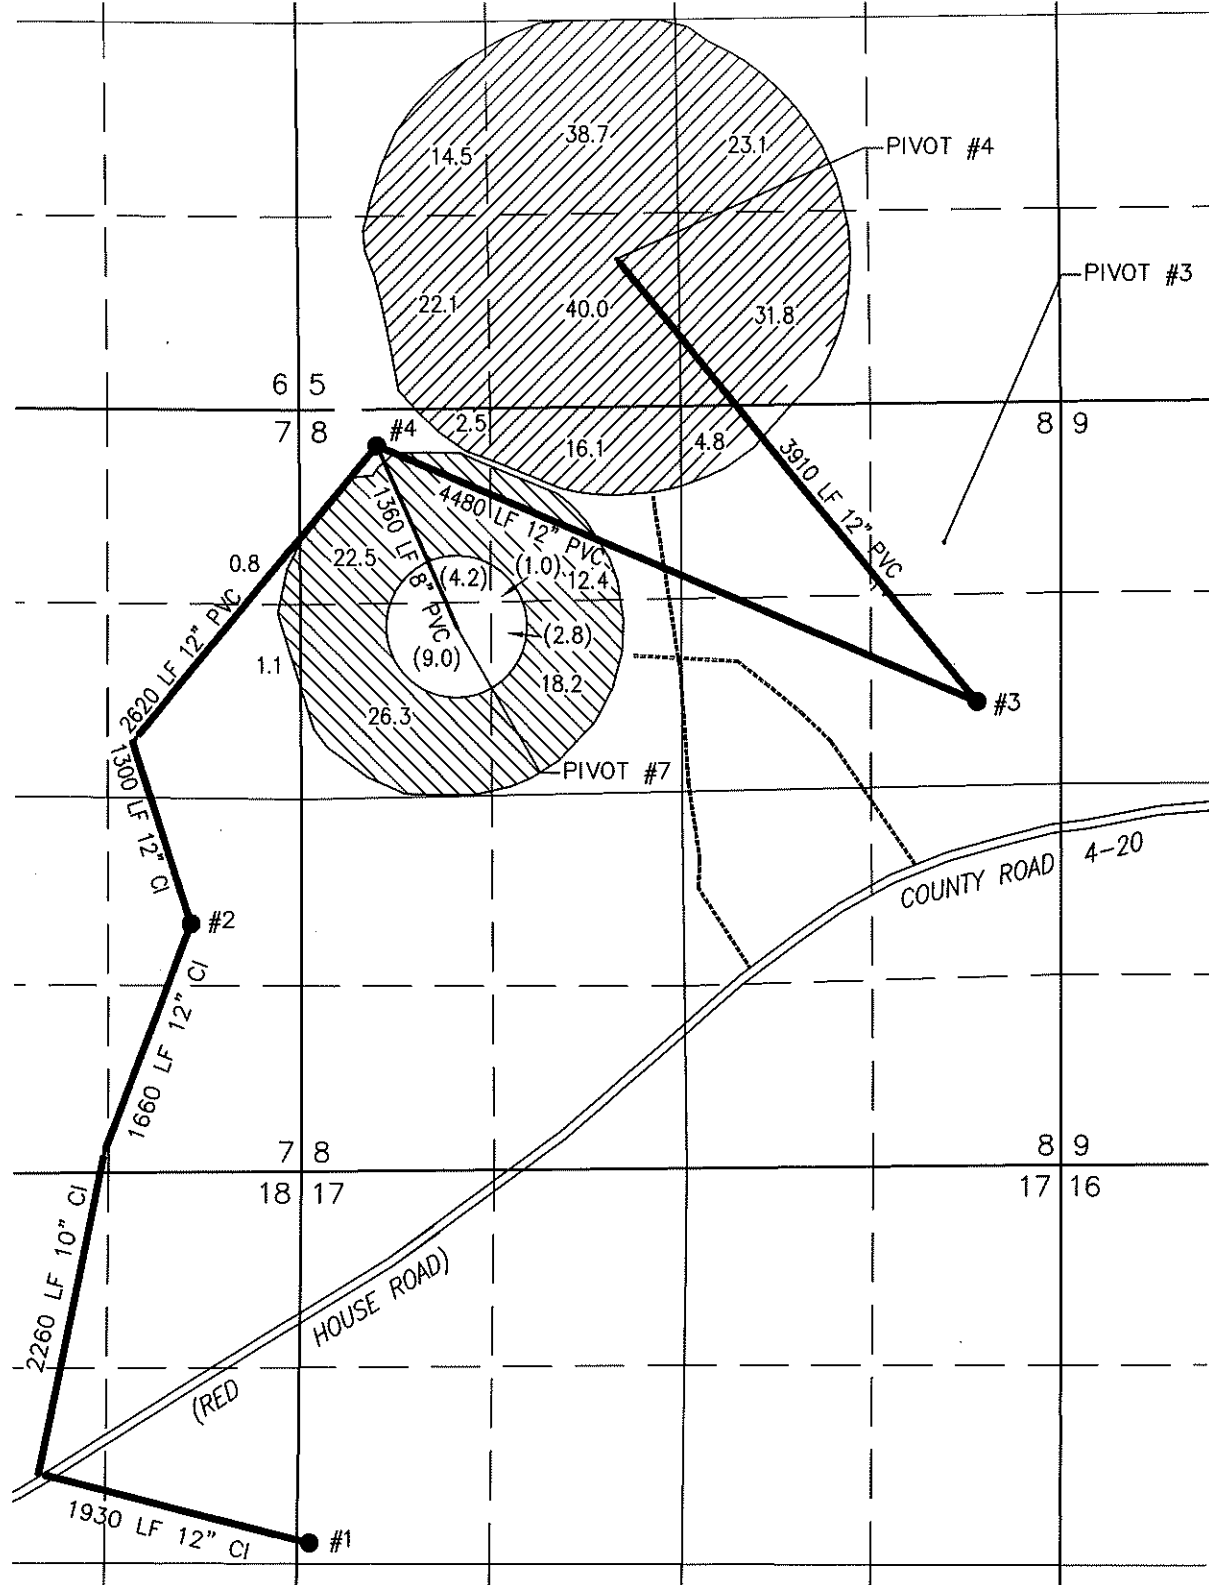 38.7
23.1
14.5
PIVOT #4
PIVOT #3
22.1
40.0
31.8
6 5
7 8
8 9
#4
2.5
16.1
4.8
3910 LF 12" PVC
4480 LF 12" PVC
1360 LF 8" PVC
22.5
0.8
(4.2)
(1.0)
12.4
(2.8)
(9.0)
1.1
18.2
26.3
2620 LF 12" PVC
#3
PIVOT #7
1300 LF 12" CI
COUNTY ROAD 4-20
#2
1660 LF 12" CI
7 8
18 17
8 9
17 16
2260 LF 10" CI
(RED HOUSE ROAD)
1930 LF 12" CI
#1